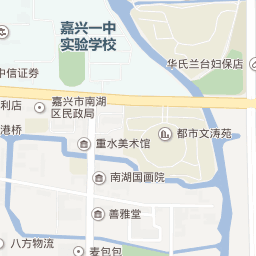 嘉兴一中
实验学校
华氏兰台妇保店
中信证券
嘉兴市南湖
区民政局
利店
港桥
重水美术馆
都市文涛苑
南湖国画院
善雅堂
八方物流
麦包包